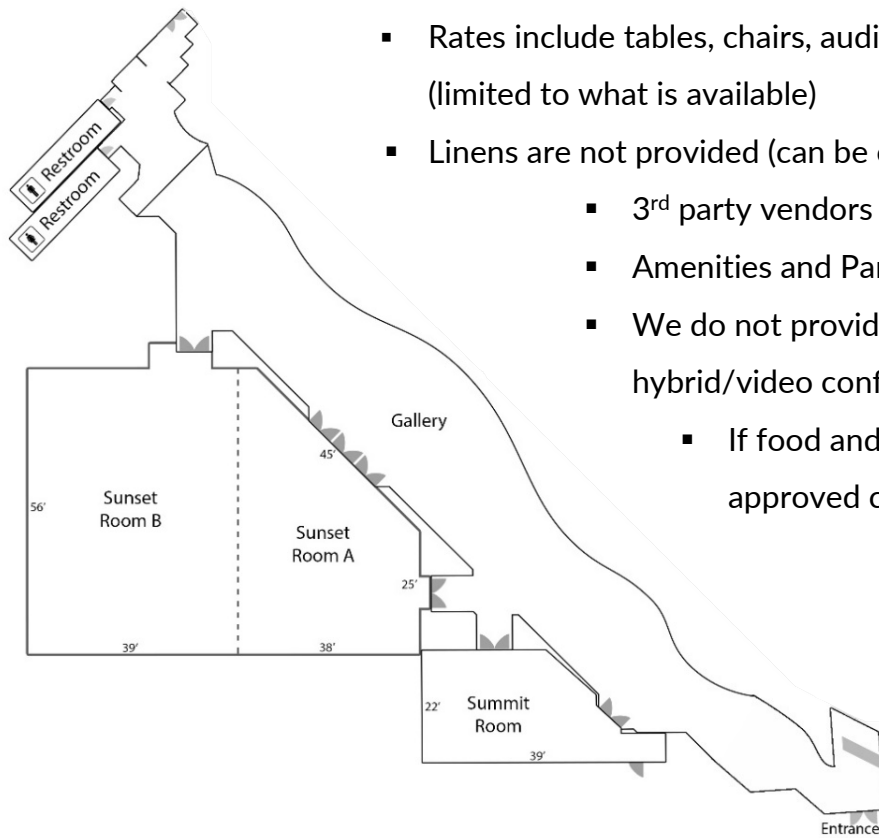 ▪ Rates include tables, chairs, audi
(limited to what is available)
▪ Linens are not provided (can be
▪ 3rd party vendors
▪ Amenities and Par
▪ We do not provid
hybrid/video conf
▪ If food and
approved c
Restroom
Restroom
Gallery
45'
56'
Sunset
Room B
Sunset
Room A
25'
39'
38'
22'
Summit
Room
39'
Entrance